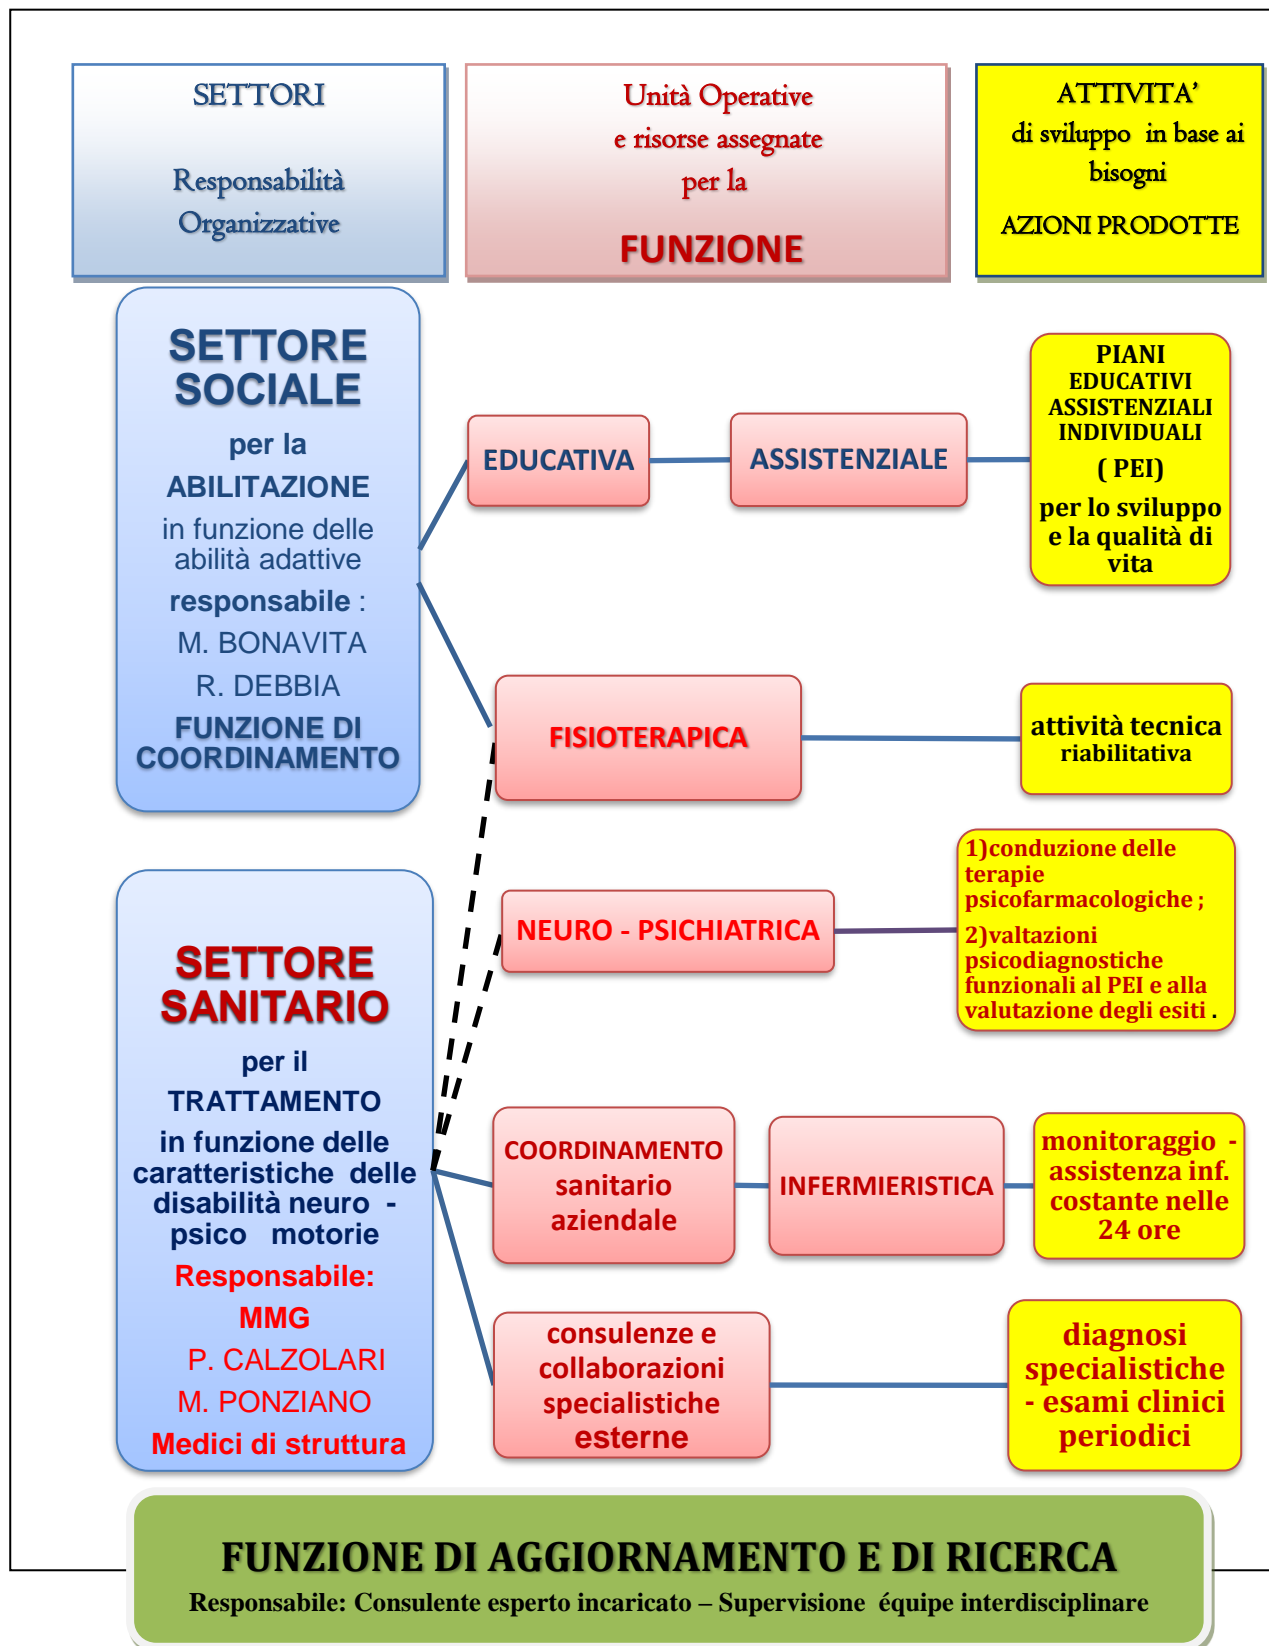 SETTORI
Responsabilità
Organizzative
Unità Operative
e risorse assegnate
per la
FUNZIONE
ATTIVITA’
di sviluppo in base ai
bisogni
AZIONI PRODOTTE
SETTORE
SOCIALE
per la
ABILITAZIONE
in funzione delle
abilità adattive
responsabile :
M. BONAVITA
R. DEBBIA
FUNZIONE DI
COORDINAMENTO
EDUCATIVA
ASSISTENZIALE
PIANI
EDUCATIVI
ASSISTENZIALI
INDIVIDUALI
( PEI)
per lo sviluppo
e la qualità di
vita
FISIOTERAPICA
attività tecnica
riabilitativa
SETTORE
SANITARIO
per il
TRATTAMENTO
in funzione delle
caratteristiche delle
disabilità neuro -
psico motorie
Responsabile:
MMG
P. CALZOLARI
M. PONZIANO
Medici di struttura
NEURO - PSICHIATRICA
1)conduzione delle
terapie
psicofarmacologiche ;
2)valtazioni
psicodiagnostiche
funzionali al PEI e alla
valutazione degli esiti .
COORDINAMENTO
sanitario
aziendale
INFERMIERISTICA
monitoraggio -
assistenza inf.
costante nelle
24 ore
consulenze e
collaborazioni
specialistiche
esterne
diagnosi
specialistiche
- esami clinici
periodici
FUNZIONE DI AGGIORNAMENTO E DI RICERCA
Responsabile: Consulente esperto incaricato – Supervisione équipe interdisciplinare